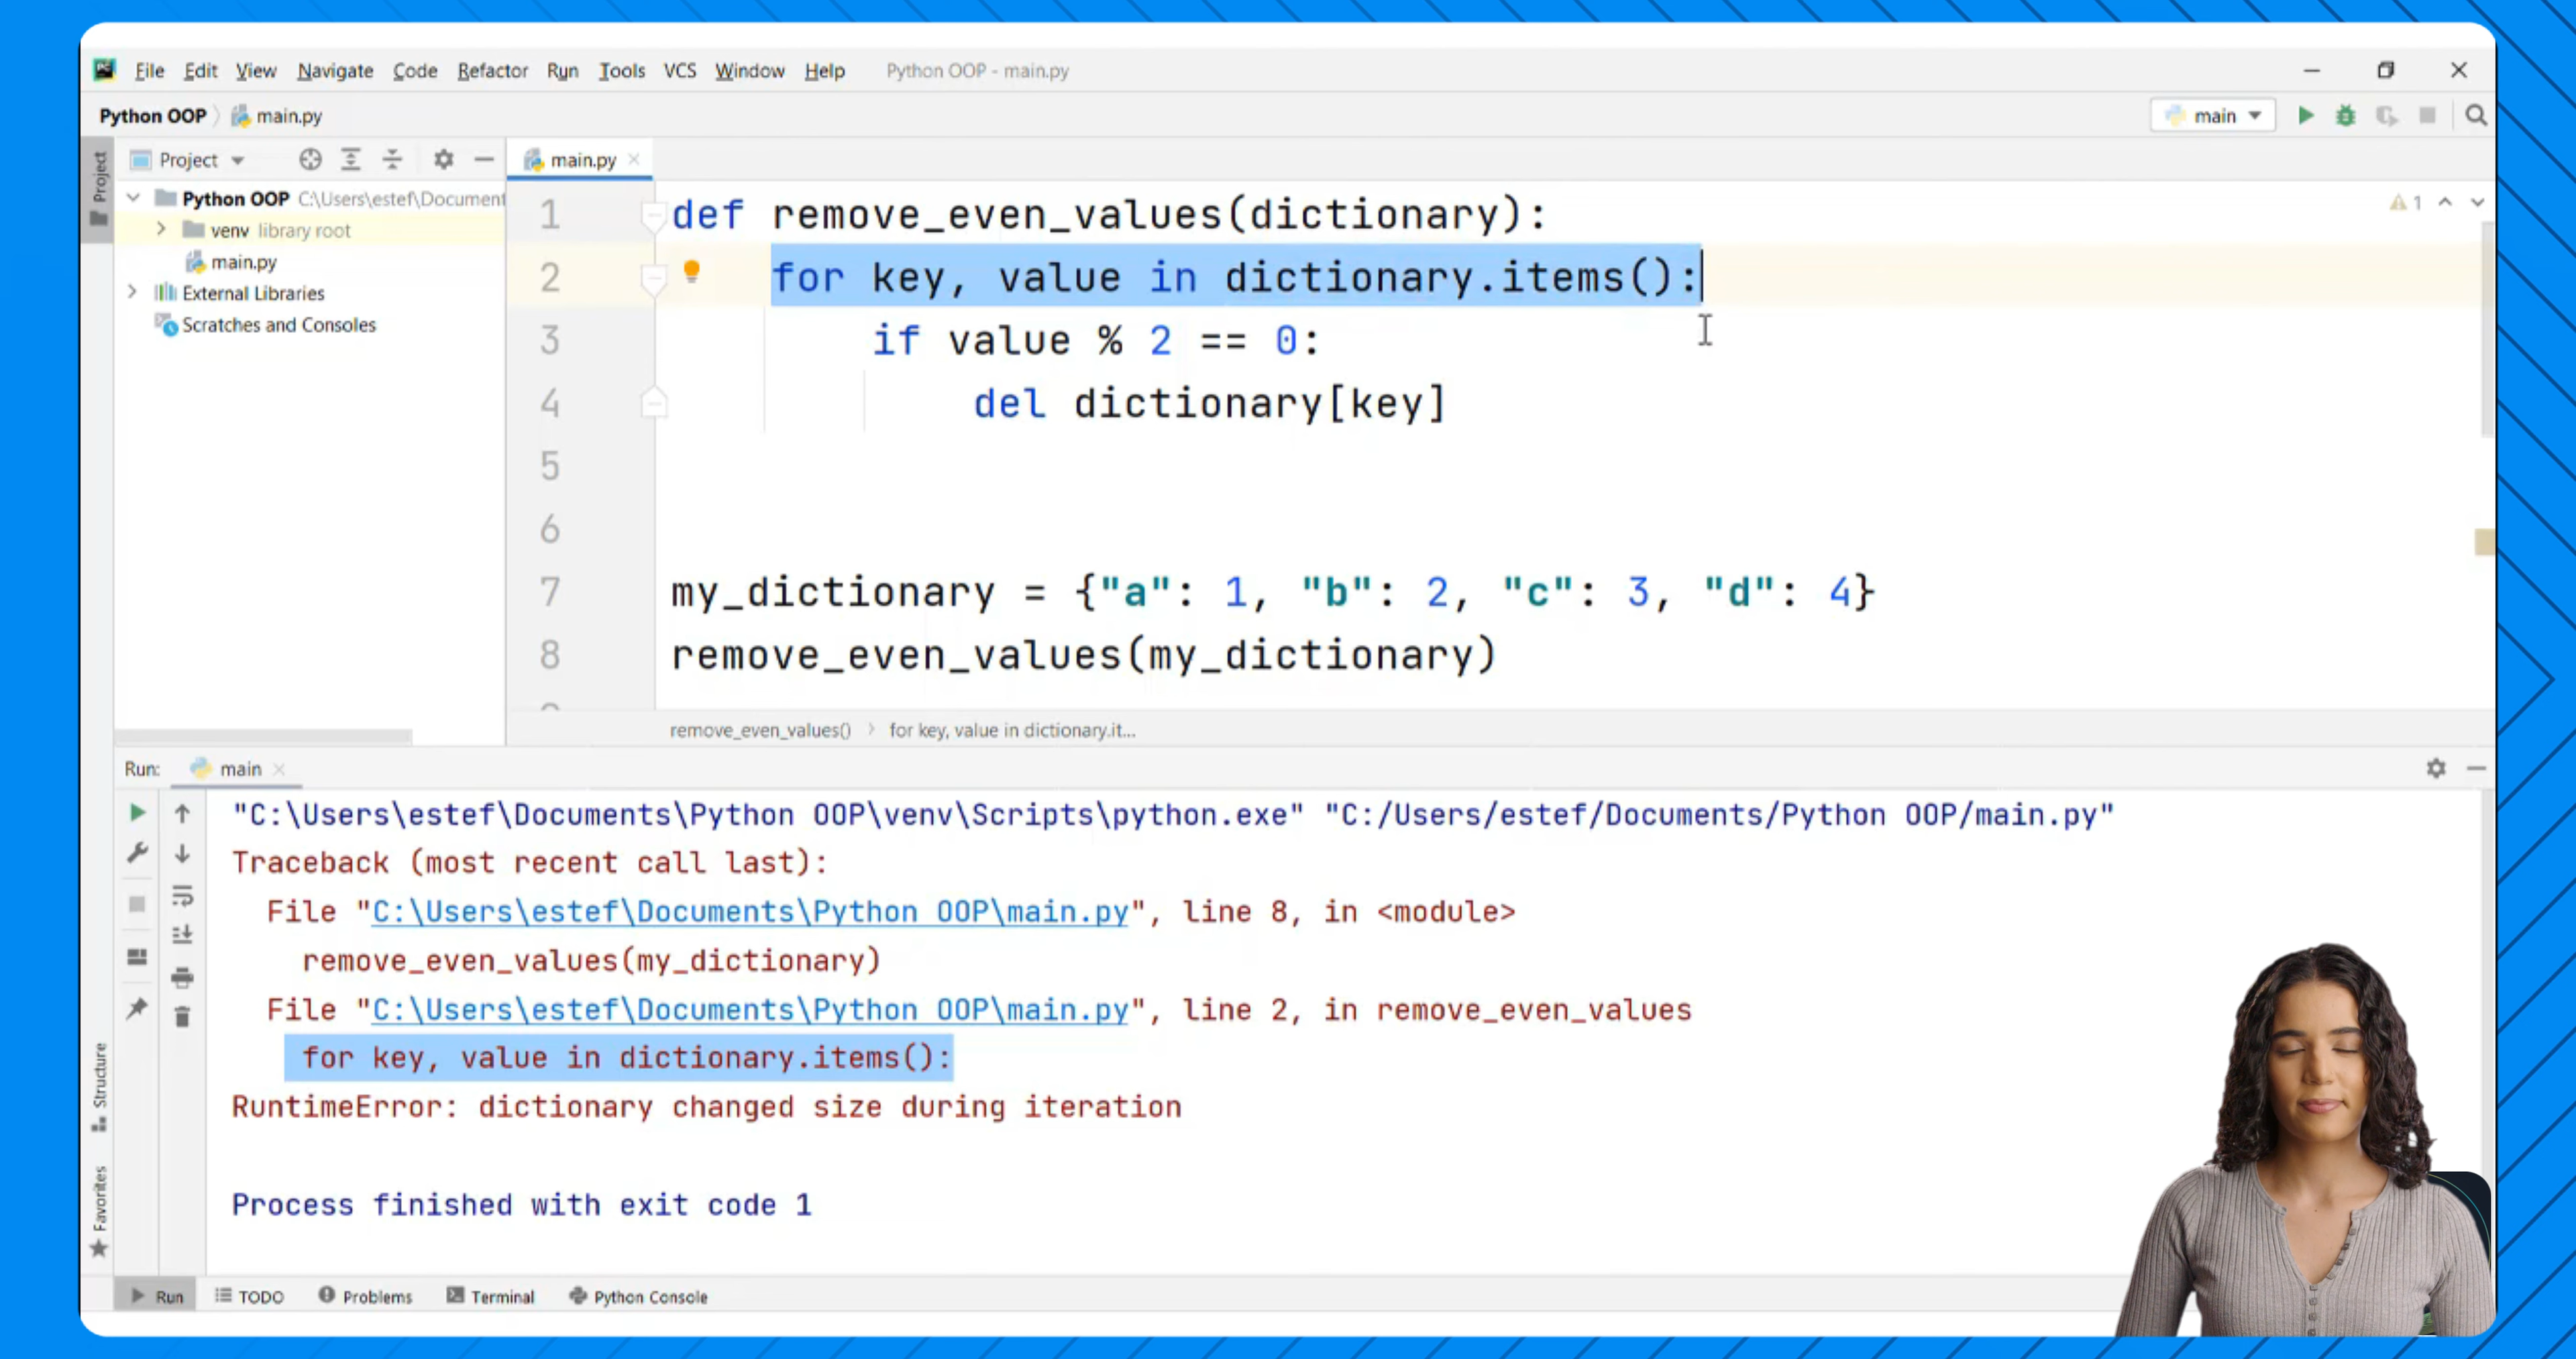 File Edit View Navigate Code Refactor Run Tools VCS Window Help Python OOP - main.py
Python OOP main.py
main
Project
Project
main.py
Python OOP C:\Users\estef\Document
venv library root
main.py
External Libraries
Scratches and Consoles
1 def remove_even_values(dictionary):
2 for key, value in dictionary.items():
3 if value % 2 == 0:
4 del dictionary[key]
5
6
7 my_dictionary = {"a": 1, "b": 2, "c": 3, "d": 4}
8 remove_even_values(my_dictionary)
1
remove_even_values() for key, value in dictionary.it...
Run: main
"C:\Users\estef\Documents\Python OOP\venv\Scripts\python.exe" "C:/Users/estef/Documents/Python OOP/main.py"
Traceback (most recent call last):
File "C:\Users\estef\Documents\Python OOP\main.py", line 8, in <module>
remove_even_values(my_dictionary)
File "C:\Users\estef\Documents\Python OOP\main.py", line 2, in remove_even_values
for key, value in dictionary.items():
RuntimeError: dictionary changed size during iteration
Process finished with exit code 1
Structure
Favorites
Run TODO Problems Terminal Python Console